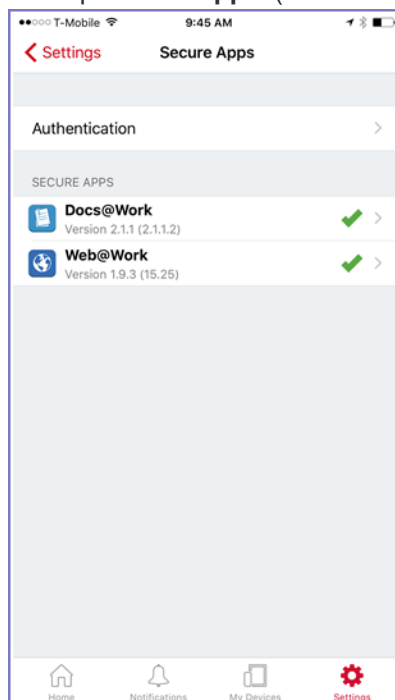 Apps (
T-Mobile 9:45 AM
Settings Secure Apps
Authentication
SECURE APPS
Docs@Work
Version 2.1.1 (2.1.1.2)
Web@Work
Version 1.9.3 (15.25)
Home Notifications My Devices Settings